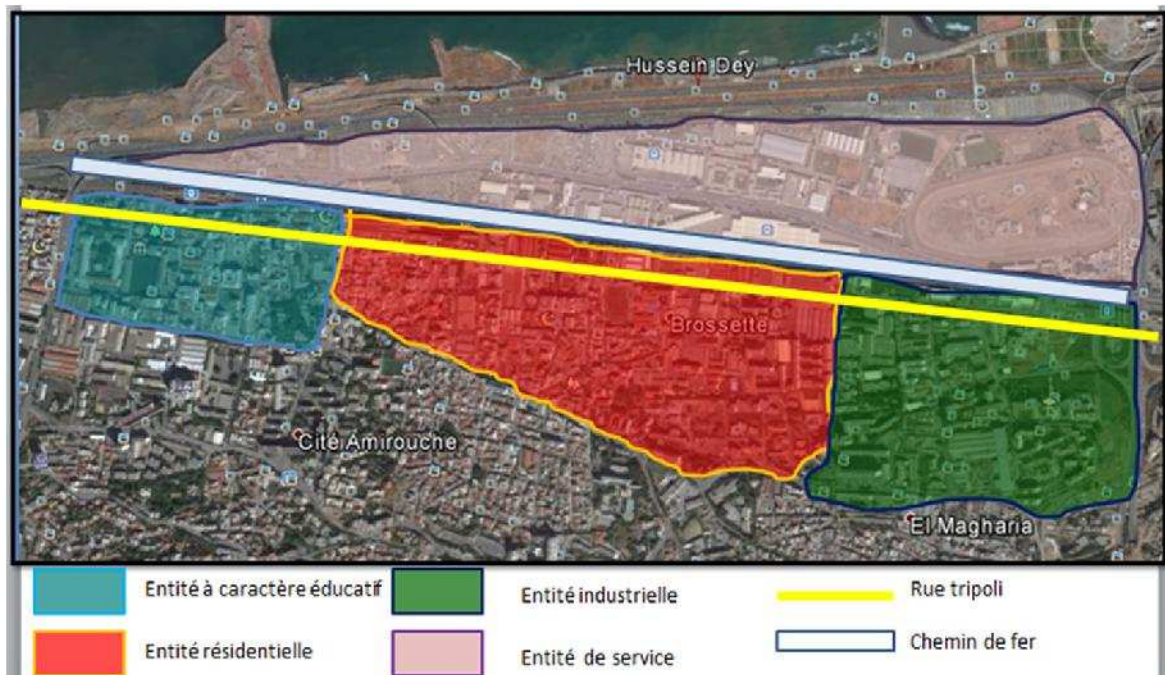 Hussein Dey
Brossette
Cité Amirouche
El Magharia
Entité à caractère éducatif
Entité industrielle
Rue tripoli
Entité résidentielle
Entité de service
Chemin de fer